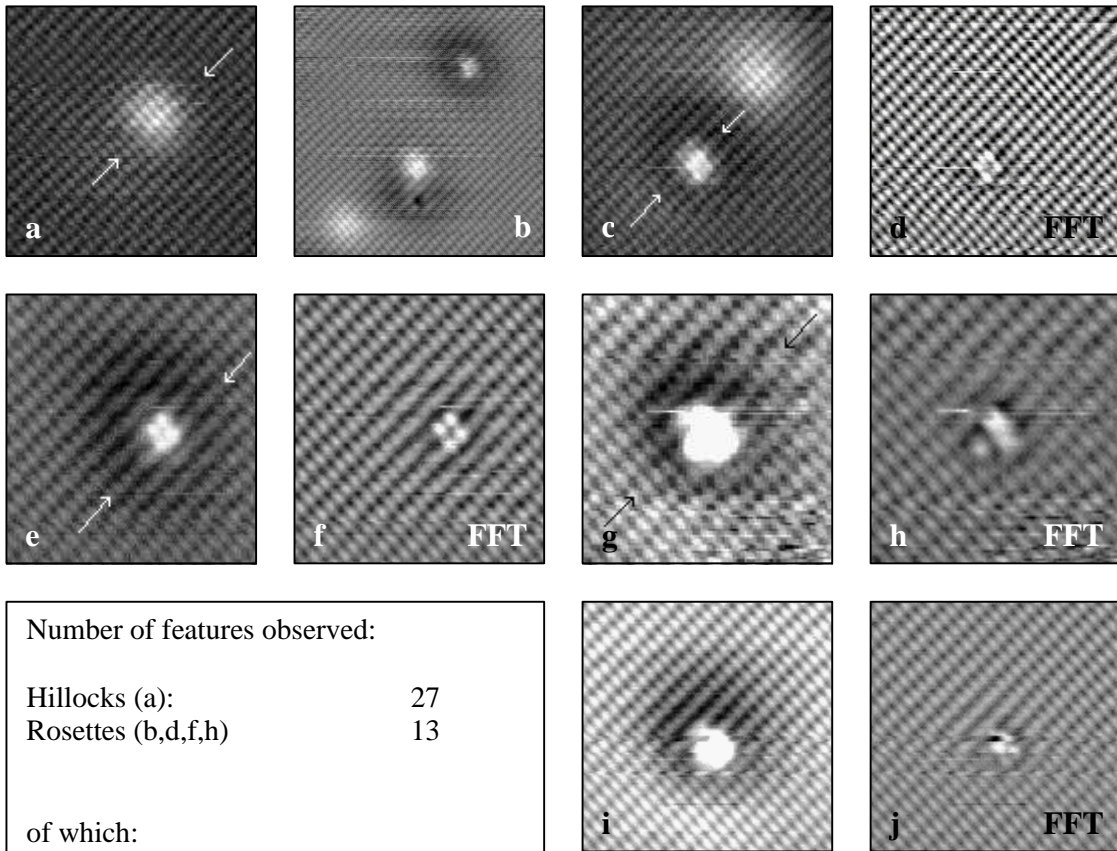 a
b
c
d FFT
e
f FFT
g
h FFT
Number of features observed:
Hillocks (a): 27
Rosettes (b,d,f,h) 13
of which:
i
j FFT